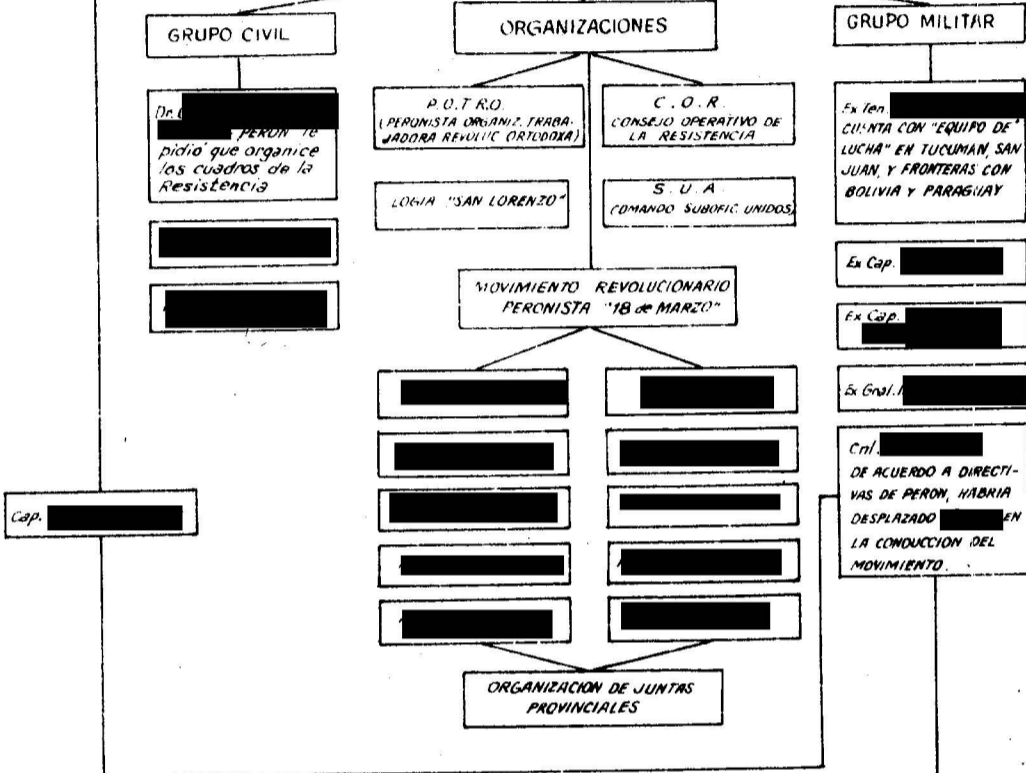 GRUPO CIVIL
Dr.
PERON le
pidió que organice
los cuadros de la
Resistencia
ORGANIZACIONES
P.O.T.R.O.
(PERONISTA ORGANIZ. TRABA-
JADORA REVOLUC ORTODOXA)
C.O.R.
CONSEJO OPERATIVO DE
LA RESISTENCIA
LOGIA "SAN LORENZO"
S.U.A.
(COMANDO SUBOFIC. UNIDOS)
MOVIMIENTO REVOLUCIONARIO
PERONISTA "18 de MARZO"
ORGANIZACION DE JUNTAS
PROVINCIALES
GRUPO MILITAR
Ex Ten.
CUENTA CON "EQUIPO DE
LUCHA" EN TUCUMAN, SAN
JUAN, Y FRONTERAS CON
BOLIVIA Y PARAGUAY
Ex Cap.
Ex Cap.
Ex Gral.
Cnl.
DE ACUERDO A DIRECTI-
VAS DE PERON, HABRIA
DESPLAZADO EN
LA CONDUCCION DEL
MOVIMIENTO.
Cap.